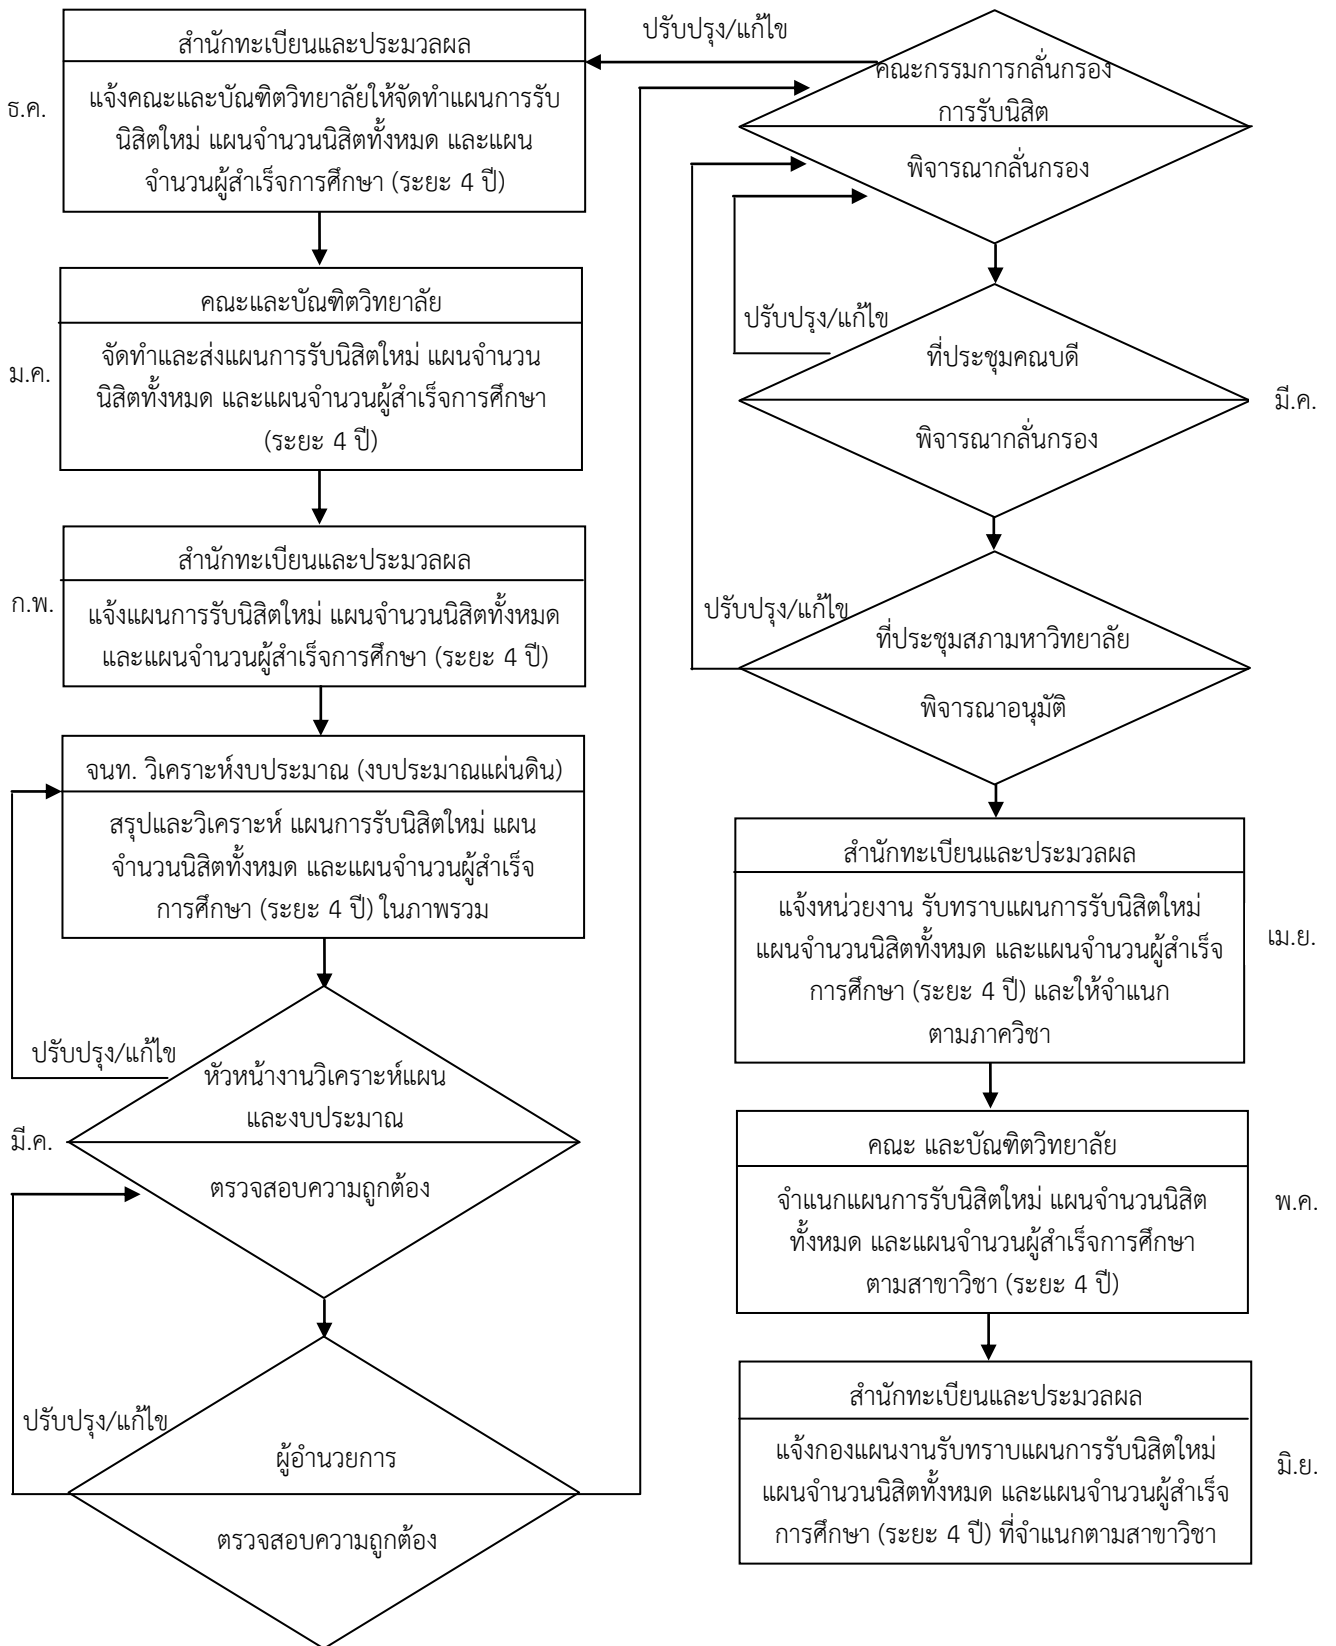 สำนักทะเบียนและประมวลผล
ธ.ค.
แจ้งคณะและบัณฑิตวิทยาลัยให้จัดทำแผนการรับ
นิสิตใหม่ แผนจำนวนนิสิตทั้งหมด และแผน
จำนวนผู้สำเร็จการศึกษา (ระยะ 4 ปี)
คณะและบัณฑิตวิทยาลัย
ม.ค.
จัดทำและส่งแผนการรับนิสิตใหม่ แผนจำนวน
นิสิตทั้งหมด และแผนจำนวนผู้สำเร็จการศึกษา
(ระยะ 4 ปี)
สำนักทะเบียนและประมวลผล
ก.พ.
แจ้งแผนการรับนิสิตใหม่ แผนจำนวนนิสิตทั้งหมด
และแผนจำนวนผู้สำเร็จการศึกษา (ระยะ 4 ปี)
จนท. วิเคราะห์งบประมาณ (งบประมาณแผ่นดิน)
สรุปและวิเคราะห์ แผนการรับนิสิตใหม่ แผน
จำนวนนิสิตทั้งหมด และแผนจำนวนผู้สำเร็จ
การศึกษา (ระยะ 4 ปี) ในภาพรวม
ปรับปรุง/แก้ไข
หัวหน้างานวิเคราะห์แผน
และงบประมาณ
มี.ค.
ตรวจสอบความถูกต้อง
ปรับปรุง/แก้ไข
ผู้อำนวยการ
ตรวจสอบความถูกต้อง
ปรับปรุง/แก้ไข
คณะกรรมการกลั่นกรอง
การรับนิสิต
พิจารณากลั่นกรอง
ปรับปรุง/แก้ไข
ที่ประชุมคณบดี
มี.ค.
พิจารณากลั่นกรอง
ปรับปรุง/แก้ไข
ที่ประชุมสภามหาวิทยาลัย
พิจารณาอนุมัติ
สำนักทะเบียนและประมวลผล
แจ้งหน่วยงาน รับทราบแผนการรับนิสิตใหม่
แผนจำนวนนิสิตทั้งหมด และแผนจำนวนผู้สำเร็จ
การศึกษา (ระยะ 4 ปี) และให้จำแนก
ตามภาควิชา
เม.ย.
คณะ และบัณฑิตวิทยาลัย
จำแนกแผนการรับนิสิตใหม่ แผนจำนวนนิสิต
ทั้งหมด และแผนจำนวนผู้สำเร็จการศึกษา
ตามสาขาวิชา (ระยะ 4 ปี)
พ.ค.
สำนักทะเบียนและประมวลผล
แจ้งกองแผนงานรับทราบแผนการรับนิสิตใหม่
แผนจำนวนนิสิตทั้งหมด และแผนจำนวนผู้สำเร็จ
การศึกษา (ระยะ 4 ปี) ที่จำแนกตามสาขาวิชา
มิ.ย.